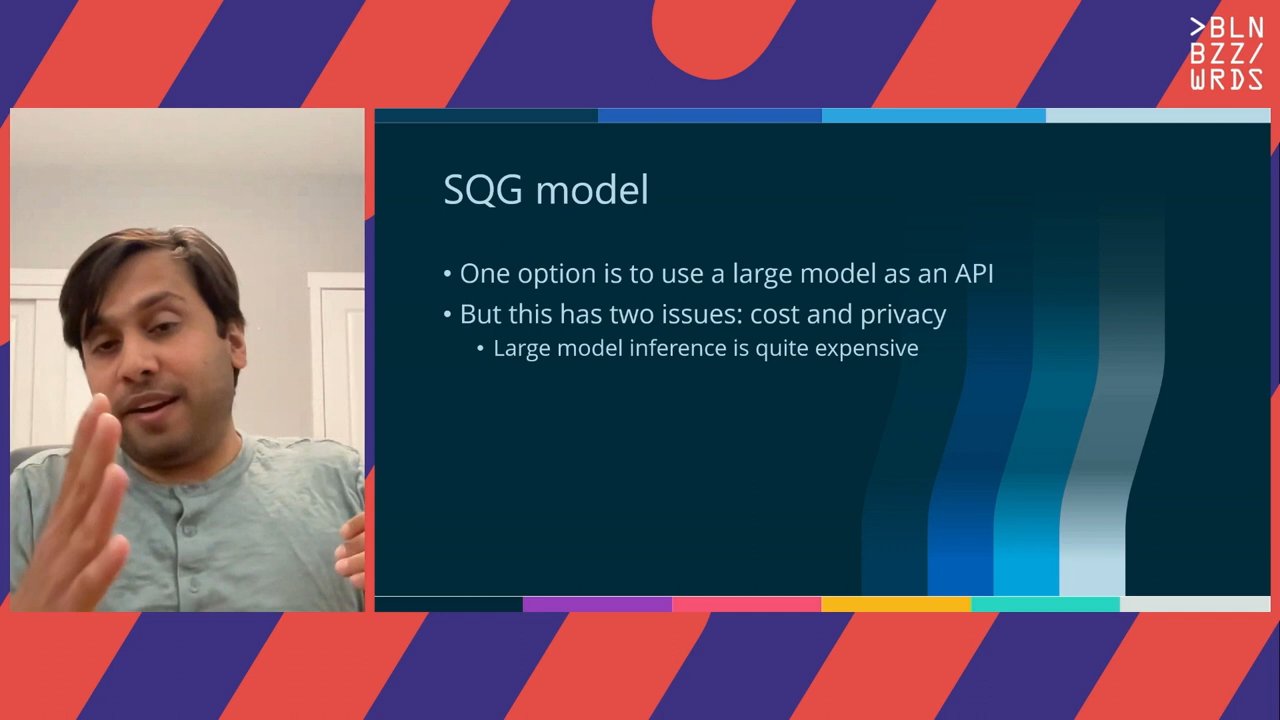 >BLN
BZZ/
WRDS
SQG model
• One option is to use a large model as an API
• But this has two issues: cost and privacy
• Large model inference is quite expensive